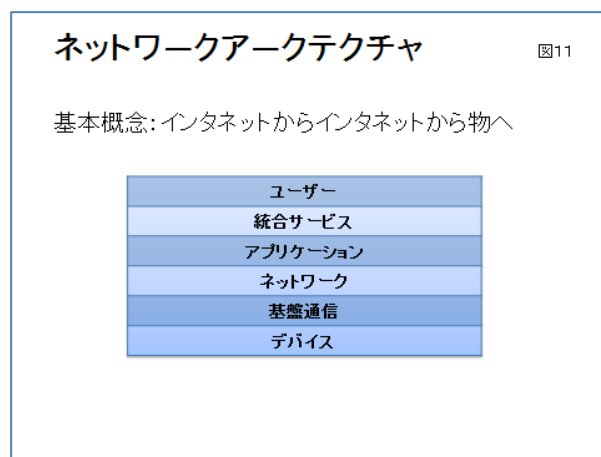 ネットワークアークテクチャ
図11
基本概念:インタネットからインタネットから物へ
ユーザー
統合サービス
アプリケーション
ネットワーク
基盤通信
デバイス